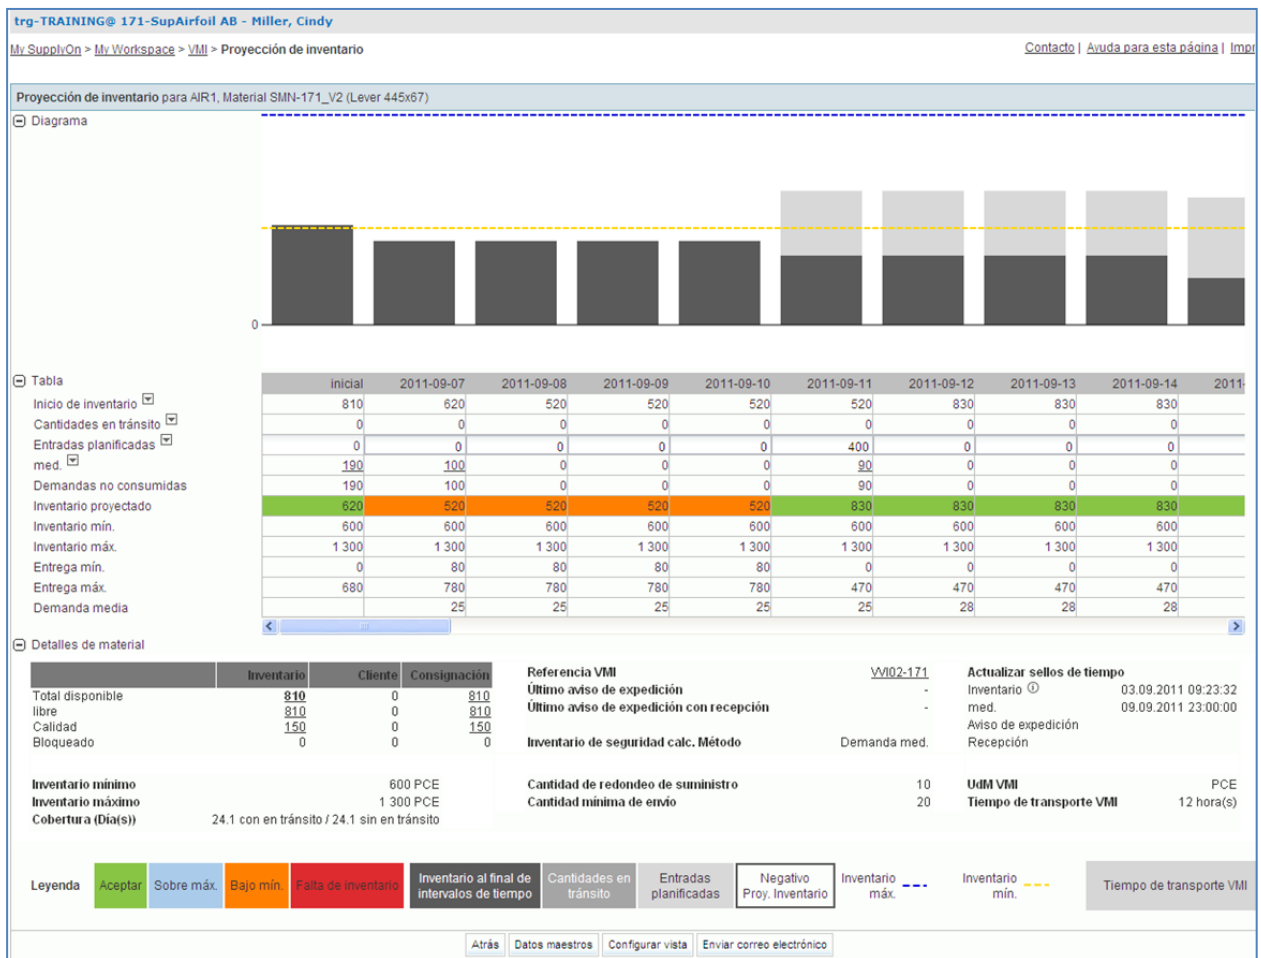 trg-TRAINING@ 171-SupAirfoil AB - Miller, Cindy
My SupplyOn > My Workspace > VMI > Proyección de inventario
Contacto | Ayuda para esta página | Impr
Proyección de inventario para AIR1, Material SMN-171_V2 (Lever 445x67)
Diagrama
0
Tabla inicial 2011-09-07 2011-09-08 2011-09-09 2011-09-10 2011-09-11 2011-09-12 2011-09-13 2011-09-14 2011-
Inicio de inventario 810 620 520 520 520 520 830 830 830
Cantidades en tránsito 0 0 0 0 0 0 0 0 0
Entradas planificadas 0 0 0 0 0 400 0 0 0
med. 190 100 0 0 0 90 0 0 0
Demandas no consumidas 190 100 0 0 0 90 0 0 0
Inventario proyectado 620 520 520 520 520 830 830 830 830
Inventario mín. 600 600 600 600 600 600 600 600 600
Inventario máx. 1 300 1 300 1 300 1 300 1 300 1 300 1 300 1 300 1 300
Entrega mín. 0 80 80 80 80 0 0 0 0
Entrega máx. 680 780 780 780 780 470 470 470 470
Demanda media 25 25 25 25 25 28 28 28
Detalles de material
Inventario Cliente Consignación
Total disponible 810 0 810
libre 810 0 810
Calidad 150 0 150
Bloqueado 0 0 0
Referencia VMI VVI02-171
Último aviso de expedición -
Último aviso de expedición con recepción -
Inventario de seguridad calc. Método Demanda med.
Actualizar sellos de tiempo
Inventario 03.09.2011 09:23:32
med. 09.09.2011 23:00:00
Aviso de expedición
Recepción
Inventario mínimo 600 PCE
Inventario máximo 1 300 PCE
Cobertura (Día(s)) 24.1 con en tránsito / 24.1 sin en tránsito
Cantidad de redondeo de suministro 10
Cantidad mínima de envío 20
UdM VMI PCE
Tiempo de transporte VMI 12 hora(s)
Leyenda
Aceptar
Sobre máx.
Bajo mín.
Falta de inventario
Inventario al final de
intervalos de tiempo
Cantidades en
tránsito
Entradas
planificadas
Negativo
Proy. Inventario
Inventario
máx.
Inventario
mín.
Tiempo de transporte VMI
Atrás
Datos maestros
Configurar vista
Enviar correo electrónico